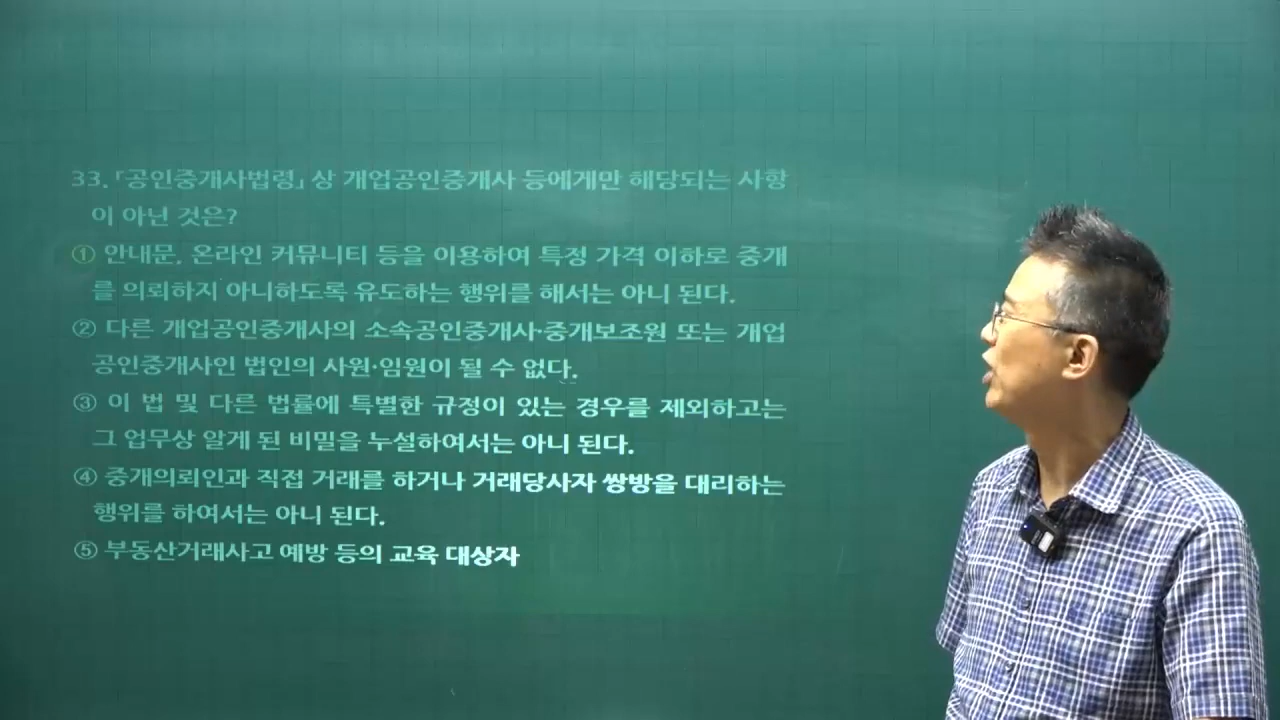 33. 「공인중개사법령」 상 개업공인중개사 등에게만 해당되는 사항
이 아닌 것은?
① 안내문, 온라인 커뮤니티 등을 이용하여 특정 가격 이하로 중개
를 의뢰하지 아니하도록 유도하는 행위를 해서는 아니 된다.
② 다른 개업공인중개사의 소속공인중개사·중개보조원 또는 개업
공인중개사인 법인의 사원·임원이 될 수 없다.
③ 이 법 및 다른 법률에 특별한 규정이 있는 경우를 제외하고는
그 업무상 알게 된 비밀을 누설하여서는 아니 된다.
④ 중개의뢰인과 직접 거래를 하거나 거래당사자 쌍방을 대리하는
행위를 하여서는 아니 된다.
⑤ 부동산거래사고 예방 등의 교육 대상자